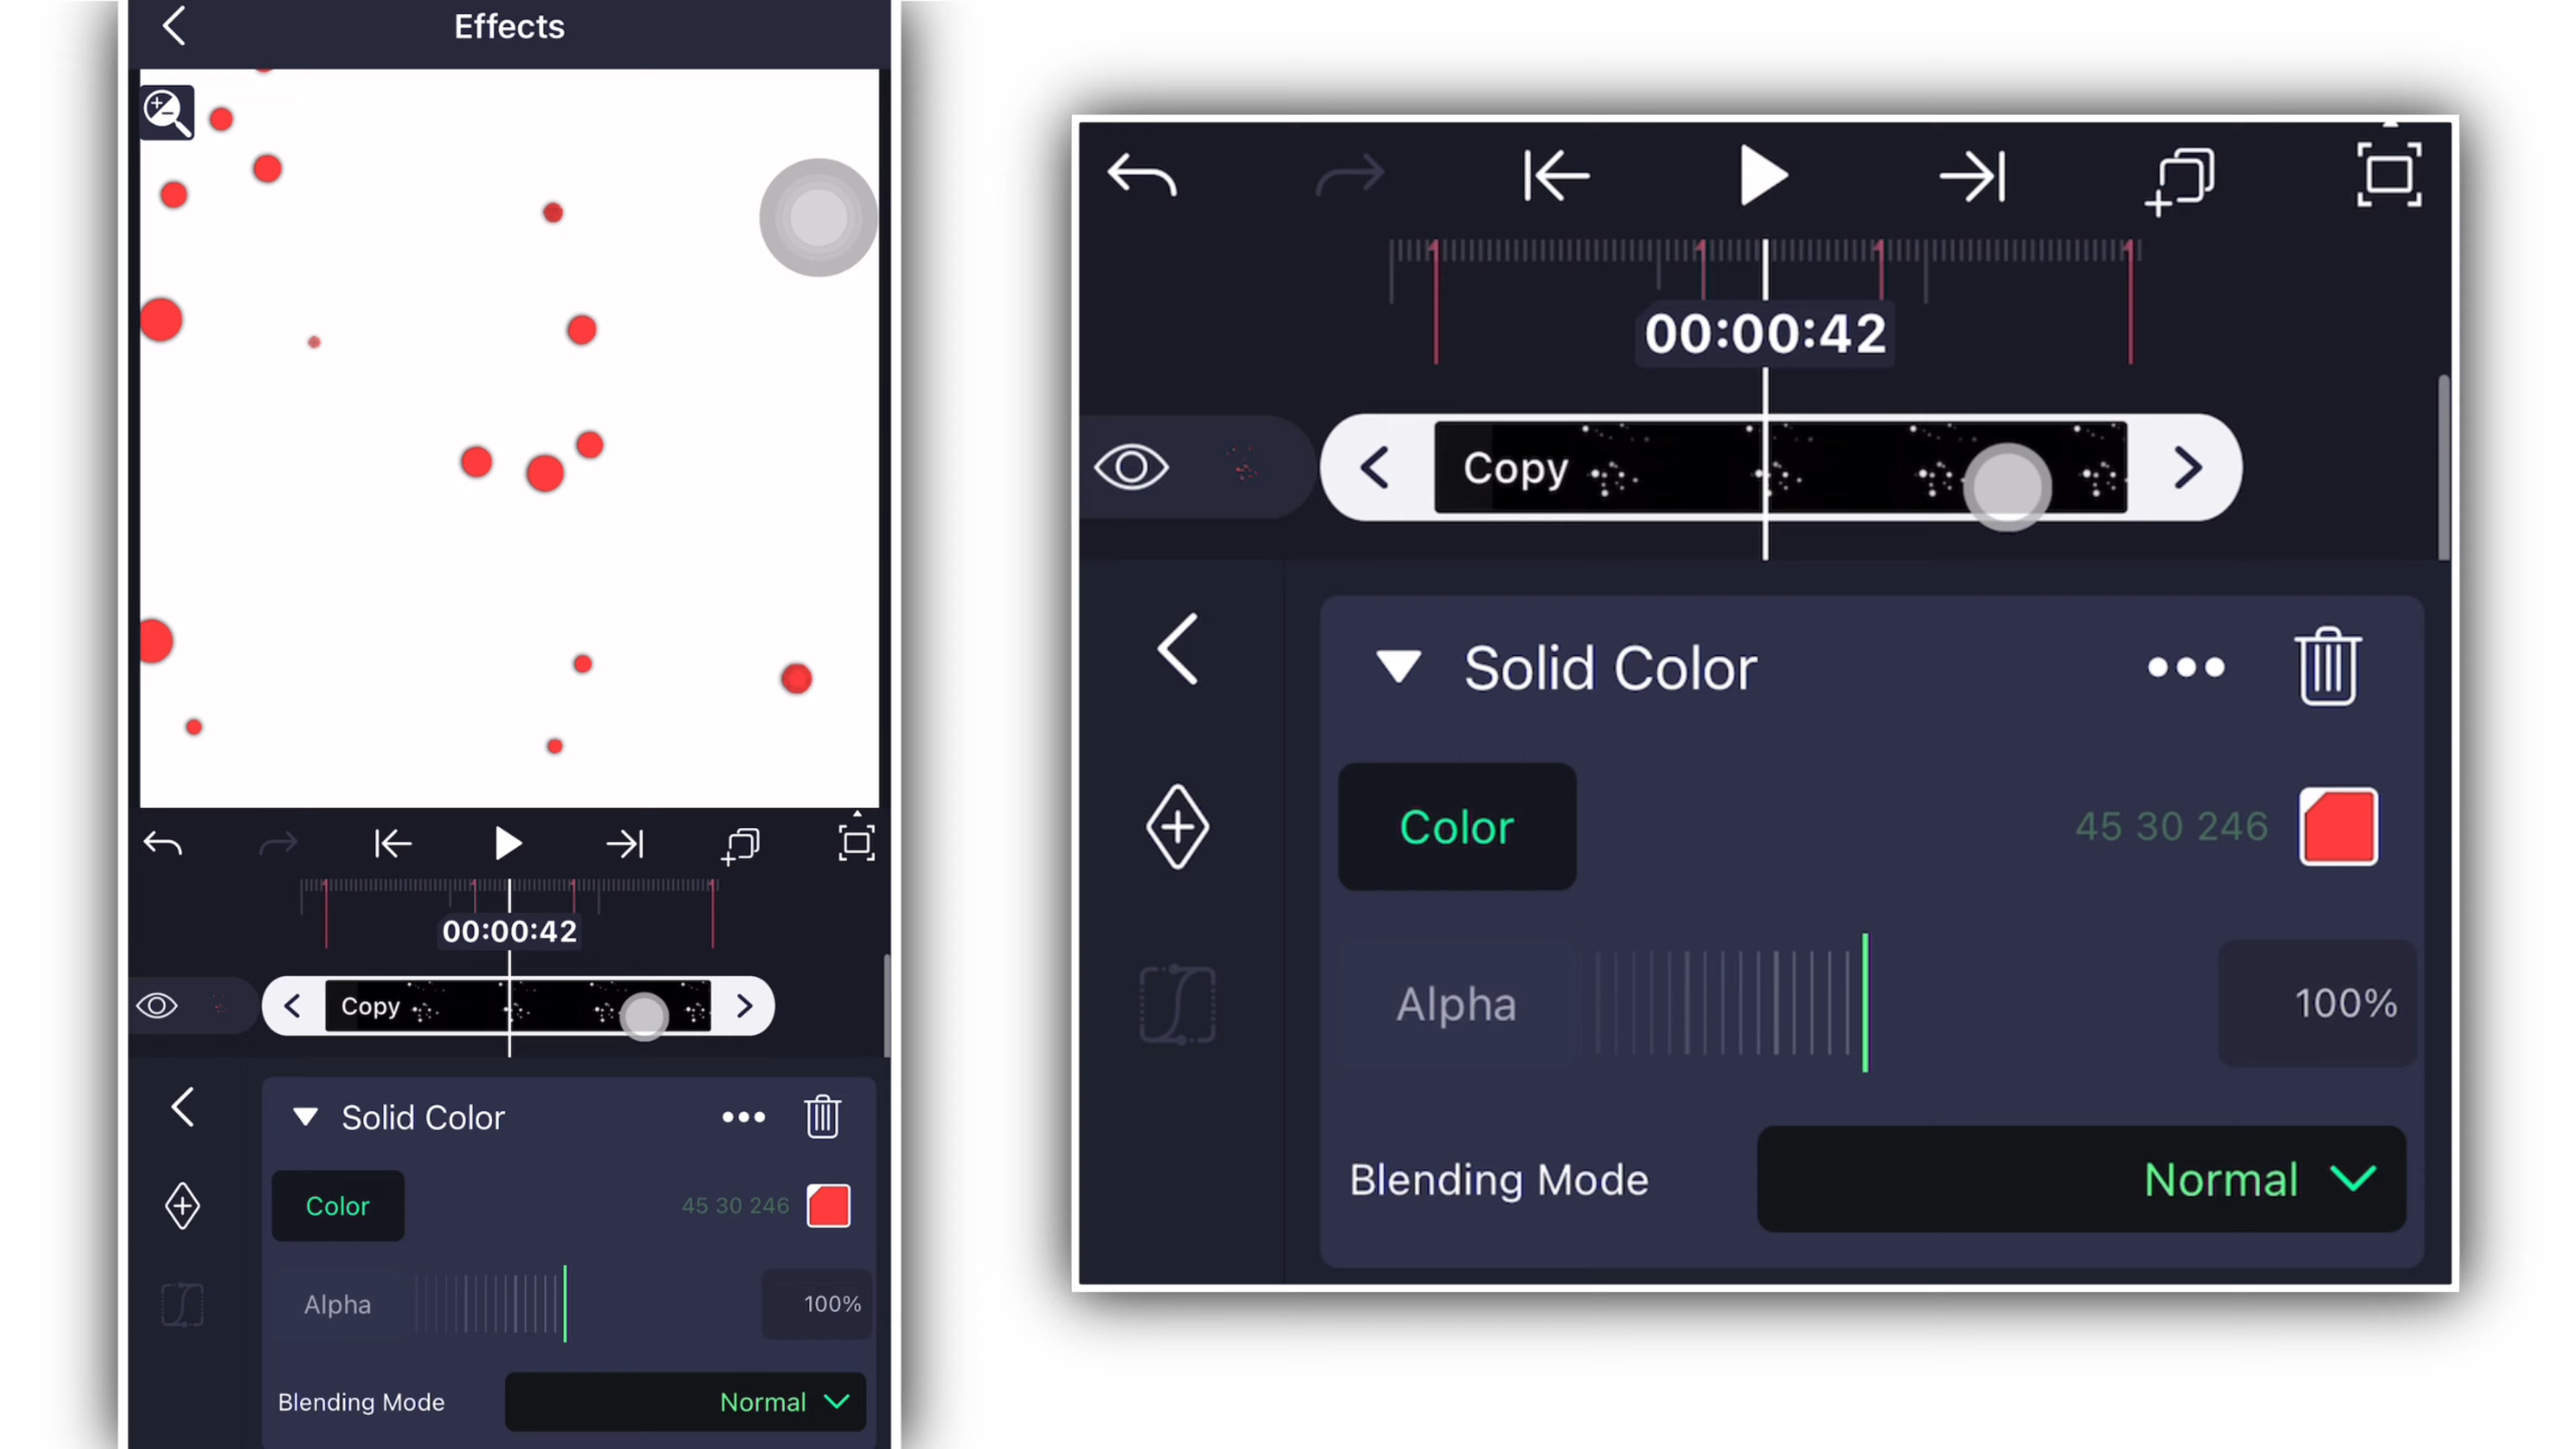 Effects
00:00:42
Copy
Solid Color
Color 45 30 246
Alpha 100%
Blending Mode Normal
00:00:42
Copy
Solid Color
Color 45 30 246
Alpha 100%
Blending Mode Normal